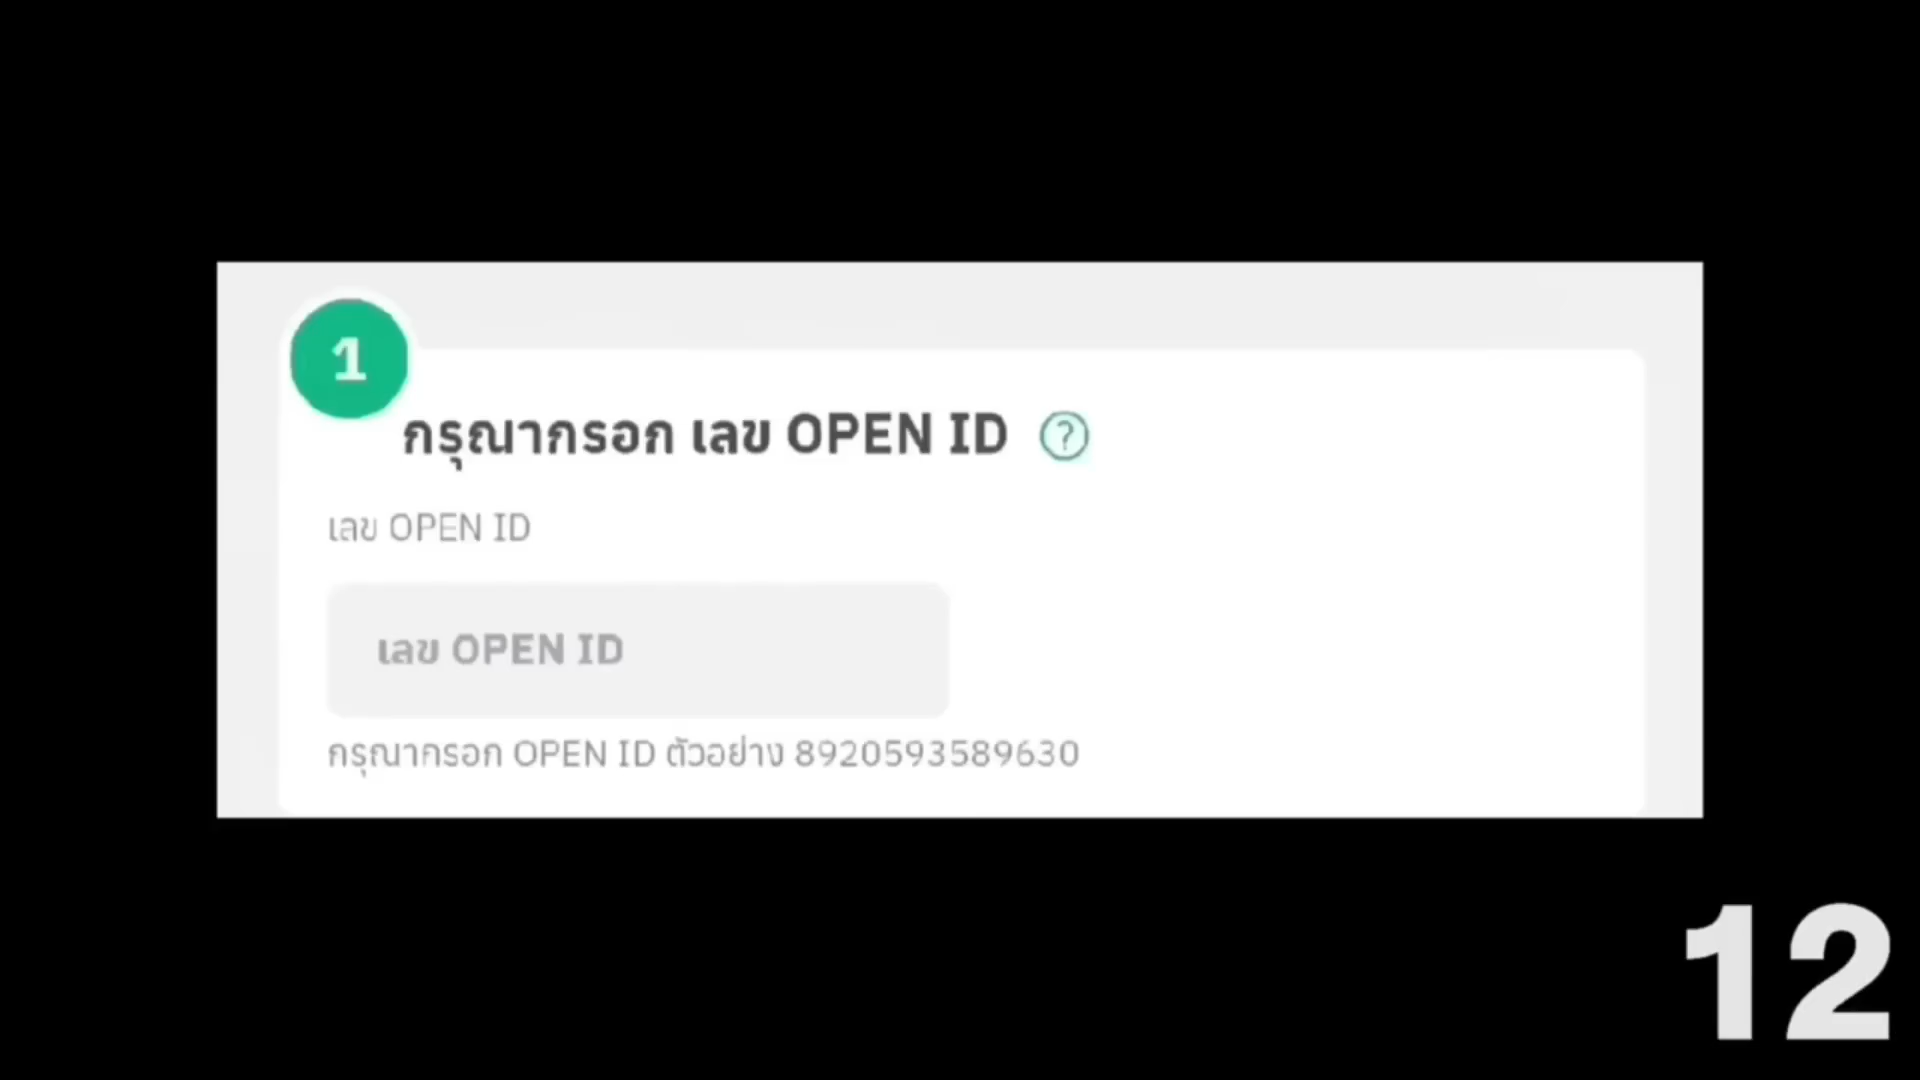 1
กรุณากรอก เลข OPEN ID ?
เลข OPEN ID
เลข OPEN ID
กรุณากรอก OPEN ID ตัวอย่าง 8920593589630
12